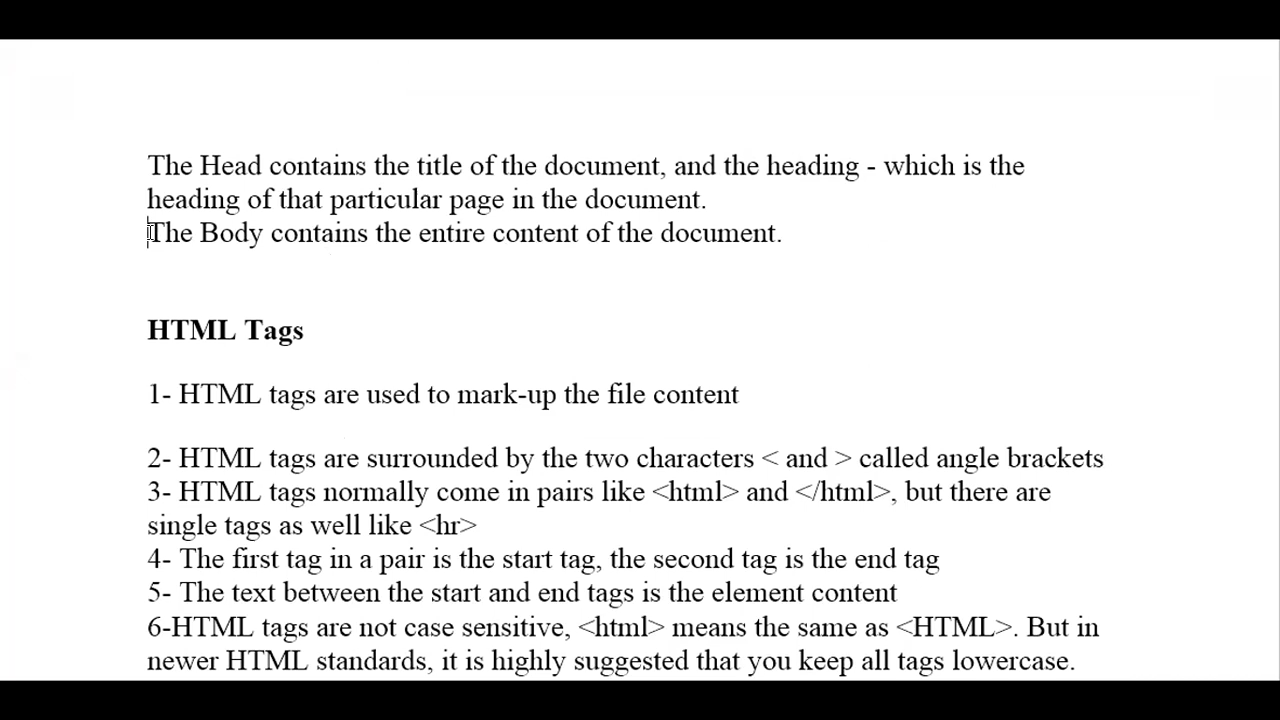 The Head contains the title of the document, and the heading - which is the
heading of that particular page in the document.
The Body contains the entire content of the document.
HTML Tags
1- HTML tags are used to mark-up the file content
2- HTML tags are surrounded by the two characters < and > called angle brackets
3- HTML tags normally come in pairs like <html> and </html>, but there are
single tags as well like <hr>
4- The first tag in a pair is the start tag, the second tag is the end tag
5- The text between the start and end tags is the element content
6-HTML tags are not case sensitive, <html> means the same as <HTML>. But in
newer HTML standards, it is highly suggested that you keep all tags lowercase.